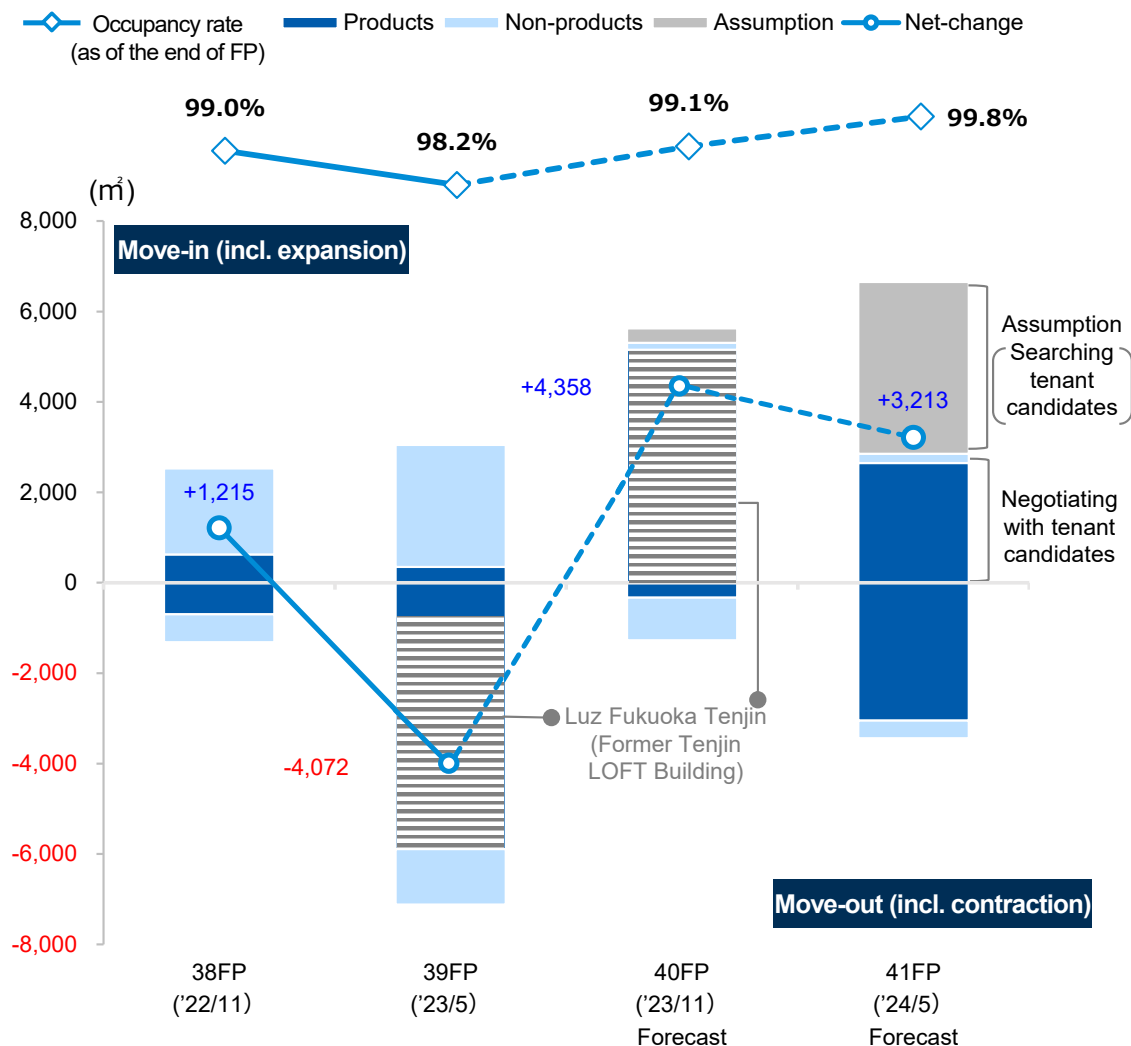 Occupancy rate
(as of the end of FP)
Products
Non-products
Assumption
Net-change
99.0%
98.2%
99.1%
99.8%
(㎡)
8,000
6,000
4,000
2,000
0
-2,000
-4,000
-6,000
-8,000
Move-in (incl. expansion)
+1,215
-4,072
+4,358
+3,213
Assumption
Searching
tenant
candidates
Negotiating
with tenant
candidates
Luz Fukuoka Tenjin
(Former Tenjin
LOFT Building)
Move-out (incl. contraction)
38FP
(’22/11）
39FP
(’23/5）
40FP
(’23/11）
Forecast
41FP
(’24/5）
Forecast